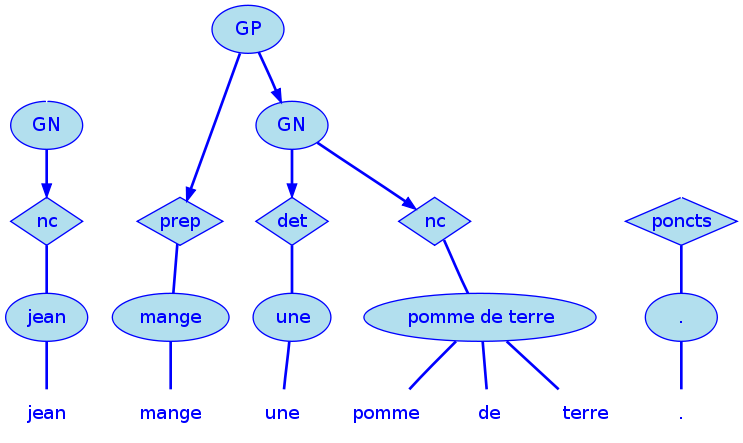 GP
GN GN
nc prep det nc poncts
jean mange une pomme de terre .
jean mange une pomme de terre .